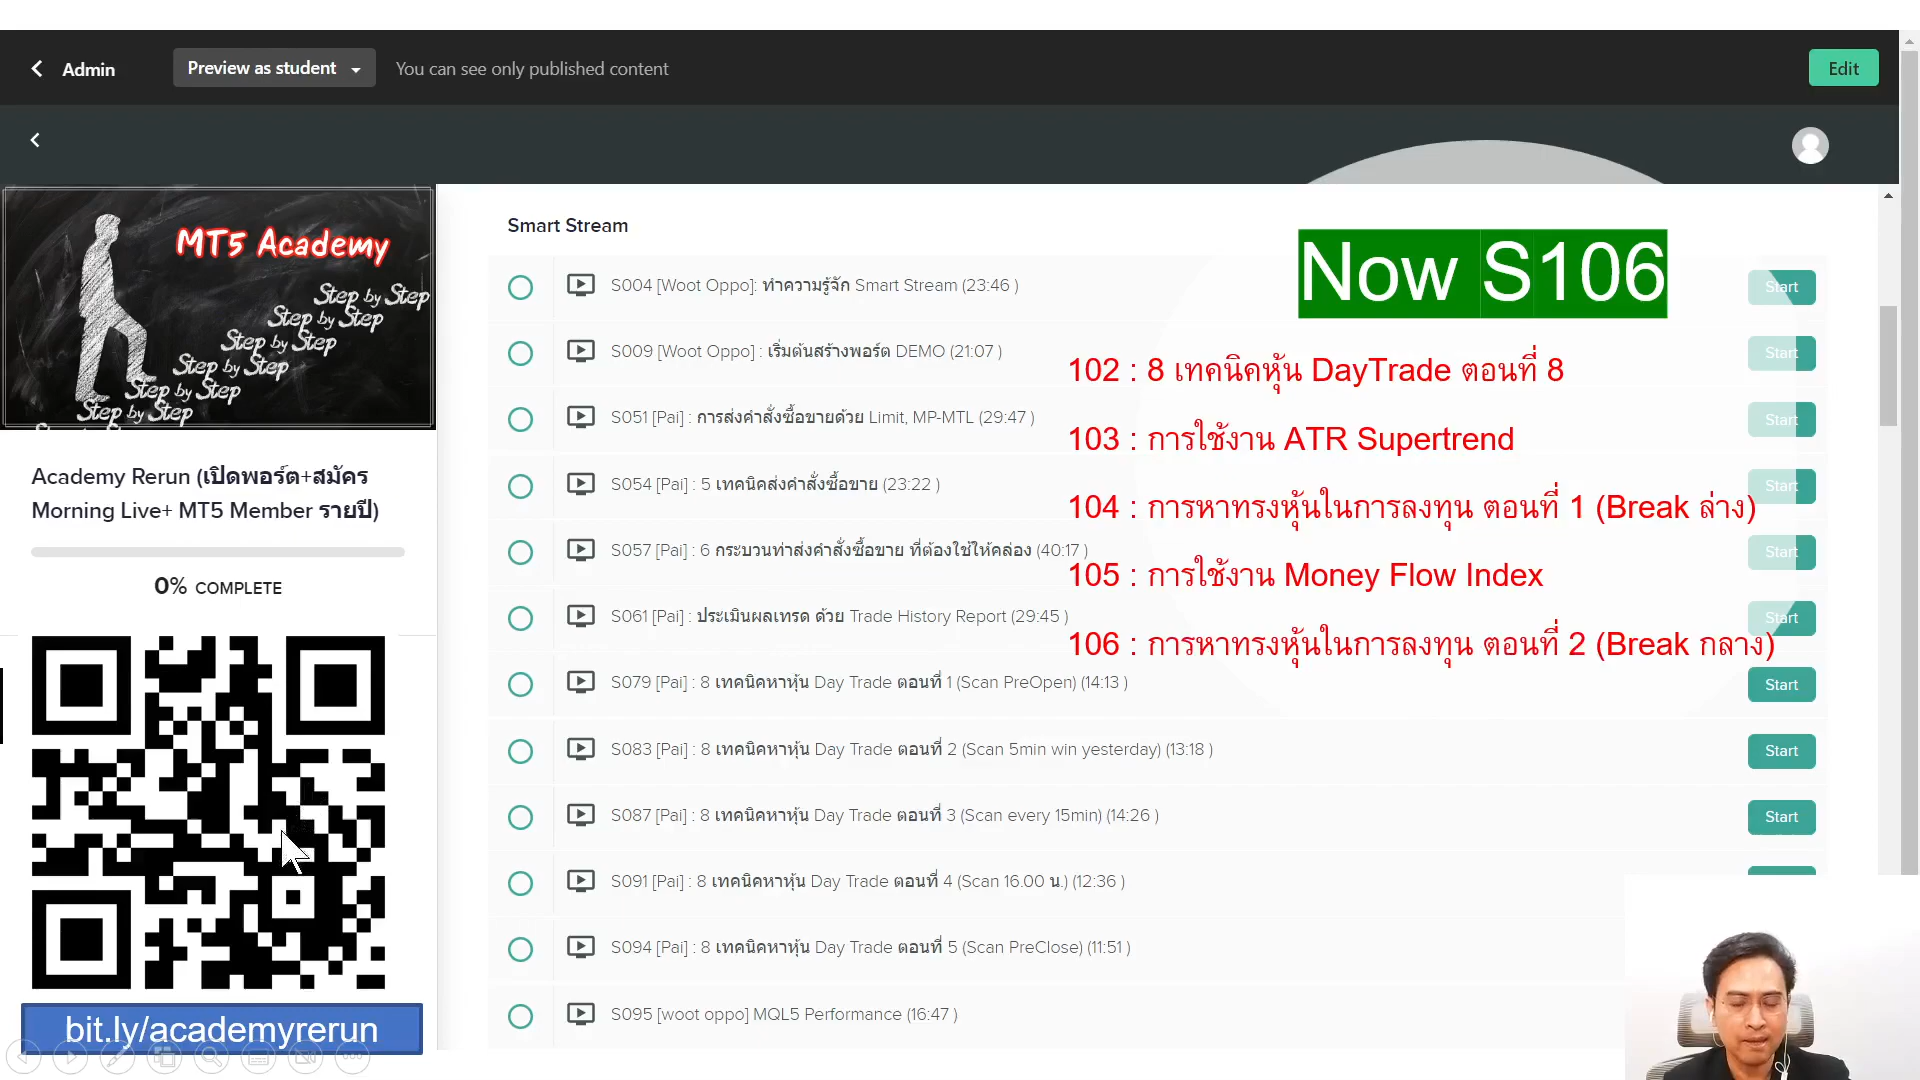 Admin
Preview as student
You can see only published content
Edit
MT5 Academy
Step by Step
Step by Step
Step by Step
Step by Step
Step by Step
Step by Step
Academy Rerun (เปิดพอร์ต+สมัคร
Morning Live+ MT5 Member รายปี)
0% COMPLETE
bit.ly/academyrerun
Smart Stream
Now S106
S004 [Woot Oppo]: ทำความรู้จัก Smart Stream (23:46 )
Start
S009 [Woot Oppo] : เริ่มต้นสร้างพอร์ต DEMO (21:07 )
Start
102 : 8 เทคนิคหุ้น DayTrade ตอนที่ 8
S051 [Pai] : การส่งคำสั่งซื้อขายด้วย Limit, MP-MTL (29:47 )
Start
103 : การใช้งาน ATR Supertrend
S054 [Pai] : 5 เทคนิคส่งคำสั่งซื้อขาย (23:22 )
Start
104 : การหาทรงหุ้นในการลงทุน ตอนที่ 1 (Break ล่าง)
S057 [Pai] : 6 กระบวนท่าส่งคำสั่งซื้อขาย ที่ต้องใช้ให้คล่อง (40:17 )
Start
105 : การใช้งาน Money Flow Index
S061 [Pai] : ประเมินผลเทรด ด้วย Trade History Report (29:45 )
Start
106 : การหาทรงหุ้นในการลงทุน ตอนที่ 2 (Break กลาง)
S079 [Pai] : 8 เทคนิคหาหุ้น Day Trade ตอนที่ 1 (Scan PreOpen) (14:13 )
Start
S083 [Pai] : 8 เทคนิคหาหุ้น Day Trade ตอนที่ 2 (Scan 5min win yesterday) (13:18 )
Start
S087 [Pai] : 8 เทคนิคหาหุ้น Day Trade ตอนที่ 3 (Scan every 15min) (14:26 )
Start
S091 [Pai] : 8 เทคนิคหาหุ้น Day Trade ตอนที่ 4 (Scan 16.00 น.) (12:36 )
S094 [Pai] : 8 เทคนิคหาหุ้น Day Trade ตอนที่ 5 (Scan PreClose) (11:51 )
S095 [woot oppo] MQL5 Performance (16:47 )